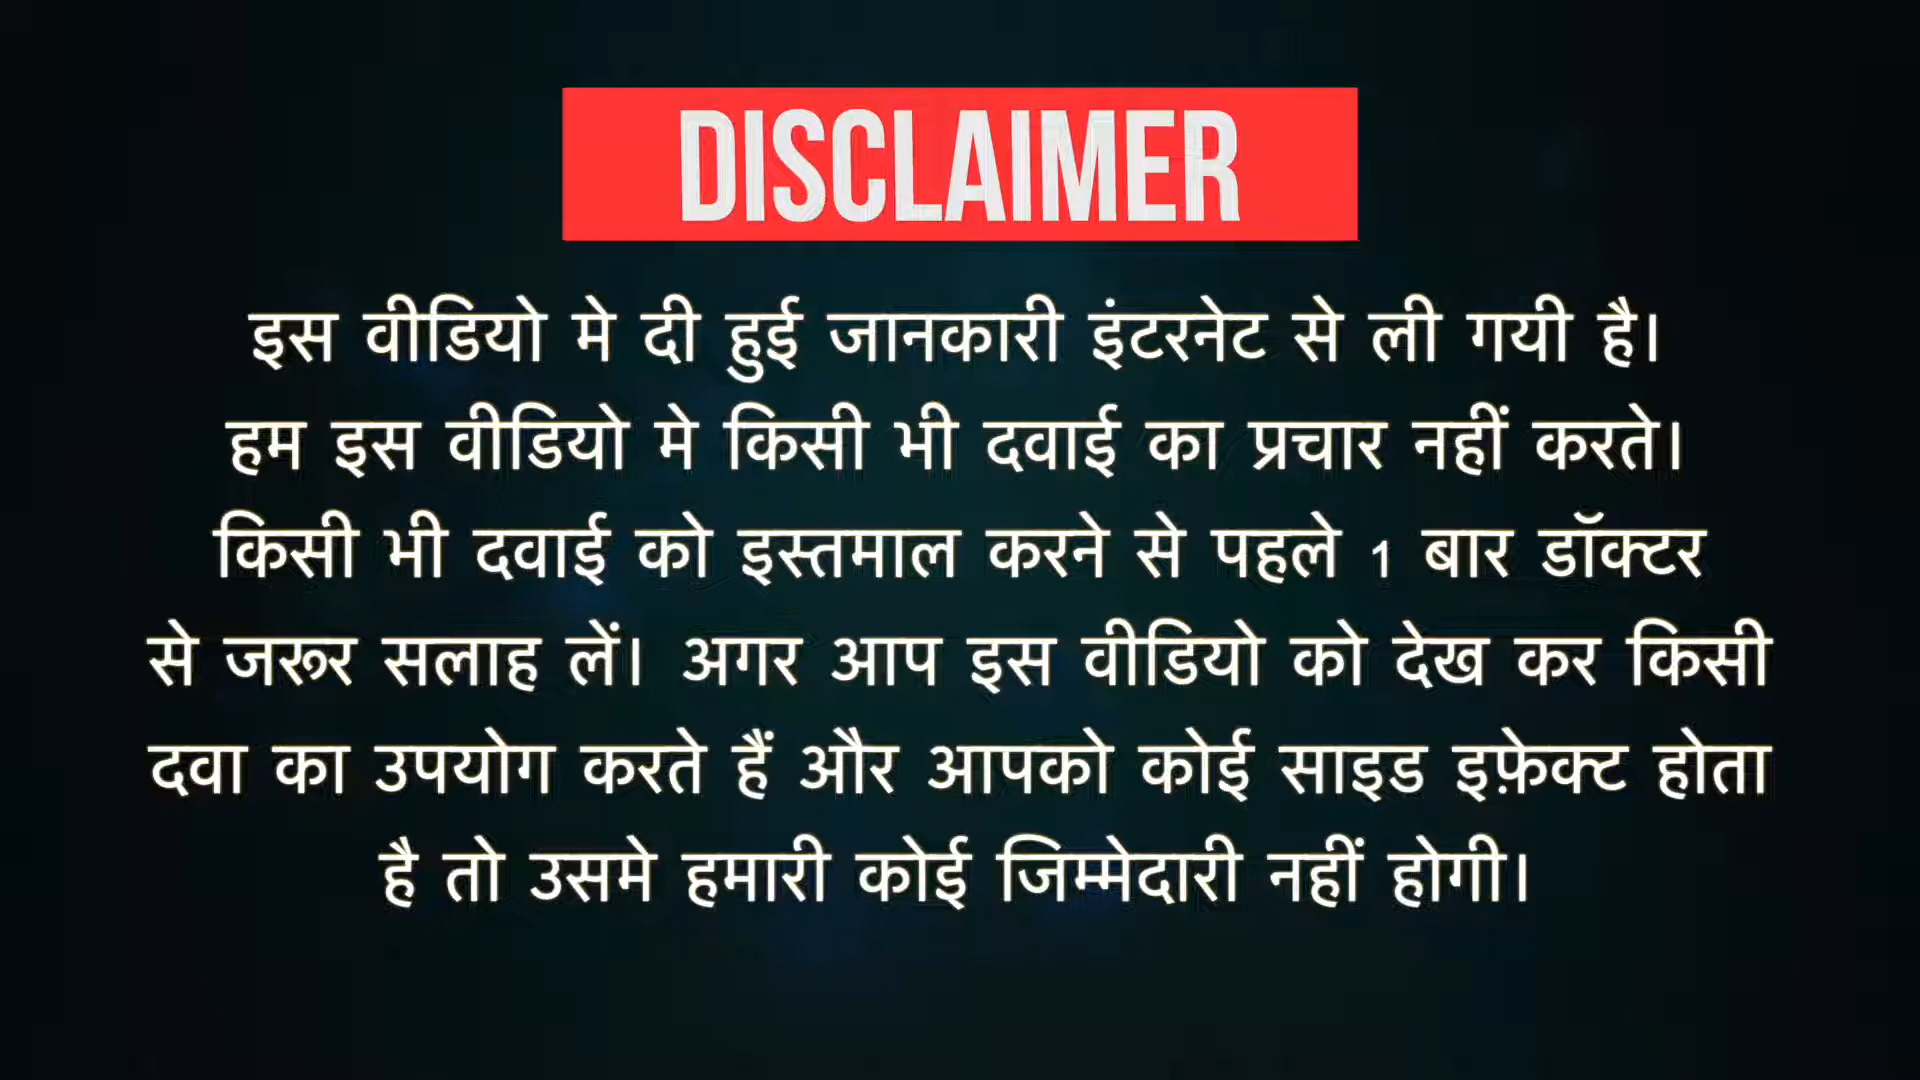 DISCLAIMER
इस वीडियो मे दी हुई जानकारी इंटरनेट से ली गयी है।
हम इस वीडियो मे किसी भी दवाई का प्रचार नहीं करते।
किसी भी दवाई को इस्तमाल करने से पहले 1 बार डॉक्टर
से जरूर सलाह लें। अगर आप इस वीडियो को देख कर किसी
दवा का उपयोग करते हैं और आपको कोई साइड इफ़ेक्ट होता
है तो उसमे हमारी कोई जिम्मेदारी नहीं होगी।